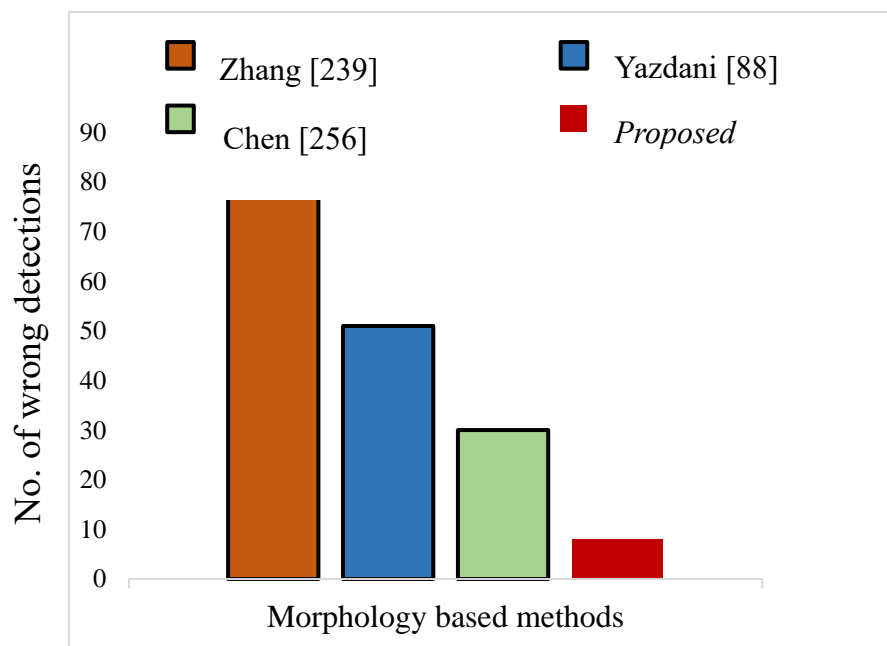 Zhang [239]
Yazdani [88]
Chen [256]
Proposed
No. of wrong detections
90
80
70
60
50
40
30
20
10
0
Morphology based methods